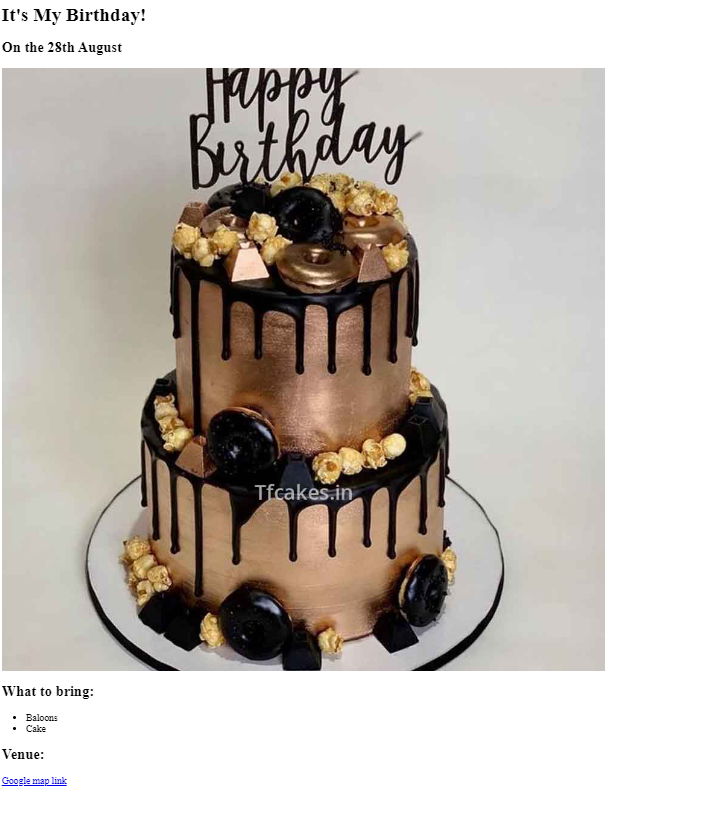 It's My Birthday!
On the 28th August
Happy
Birthday
Tfcakes.in
What to bring:
Baloons
Cake
Venue:
Google map link